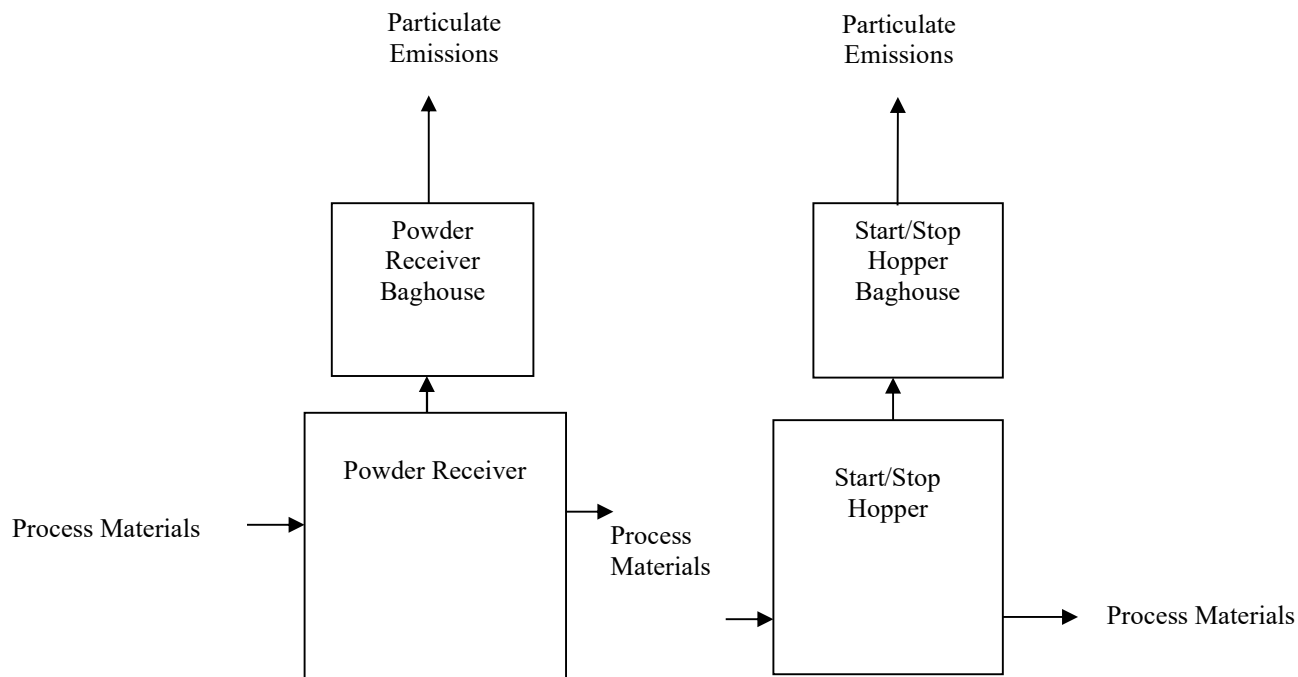 Particulate
Emissions
Particulate
Emissions
Powder
Receiver
Baghouse
Start/Stop
Hopper
Baghouse
Powder Receiver
Start/Stop
Hopper
Process Materials
Process
Materials
Process Materials